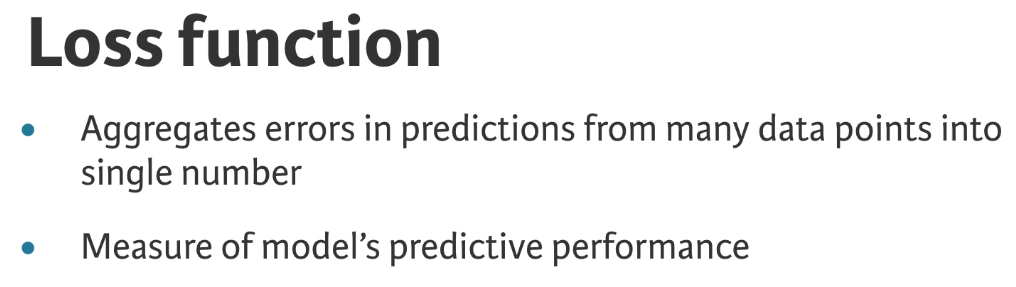 Loss function
• Aggregates errors in predictions from many data points into
single number
• Measure of model’s predictive performance